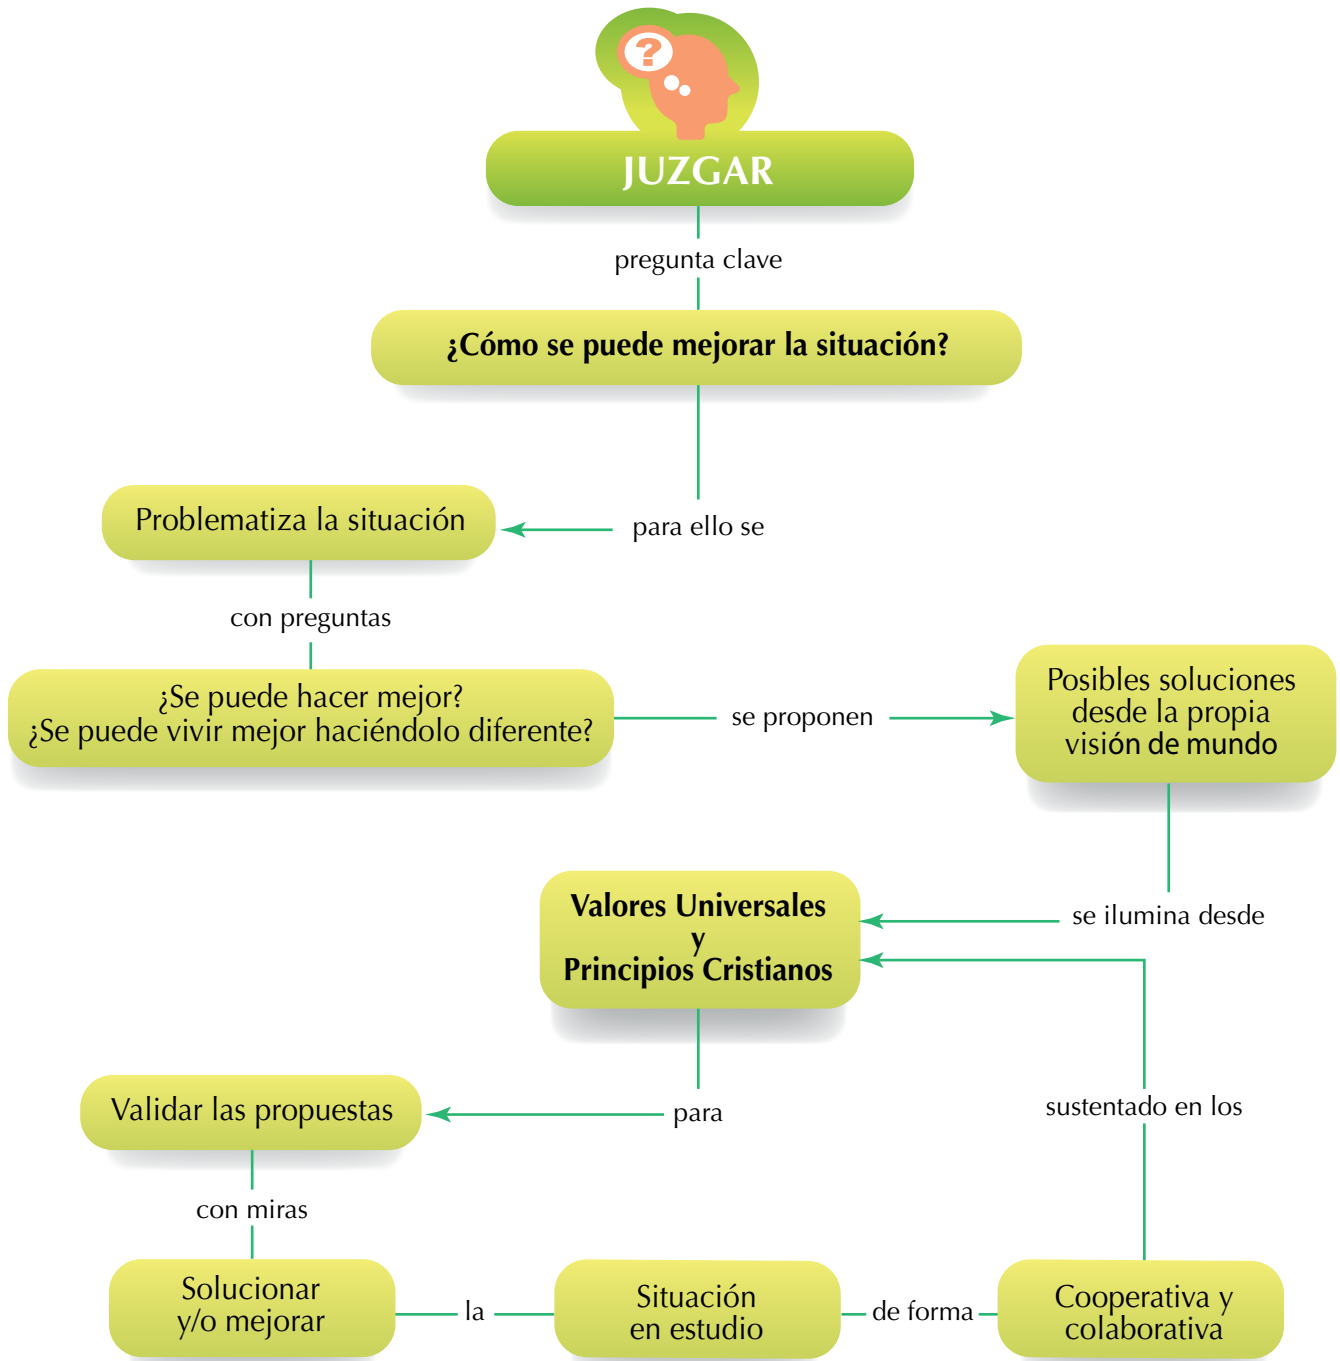 ?
JUZGAR
pregunta clave
¿Cómo se puede mejorar la situación?
Problematiza la situación
para ello se
con preguntas
¿Se puede hacer mejor?
¿Se puede vivir mejor haciéndolo diferente?
se proponen
Posibles soluciones
desde la propia
visión de mundo
se ilumina desde
Valores Universales
y
Principios Cristianos
para
Validar las propuestas
con miras
Solucionar
y/o mejorar
la
Situación
en estudio
de forma
Cooperativa y
colaborativa
sustentado en los